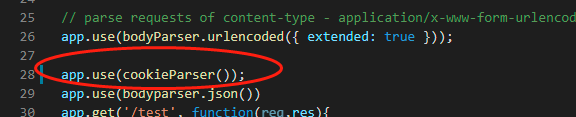 25 // parse requests of content-type - application/x-www-form-urlencod
26 app.use(bodyParser.urlencoded({ extended: true }));
27
28 app.use(cookieParser());
29 app.use(bodyparser.json())
30 app.get('/test', function(req,res){